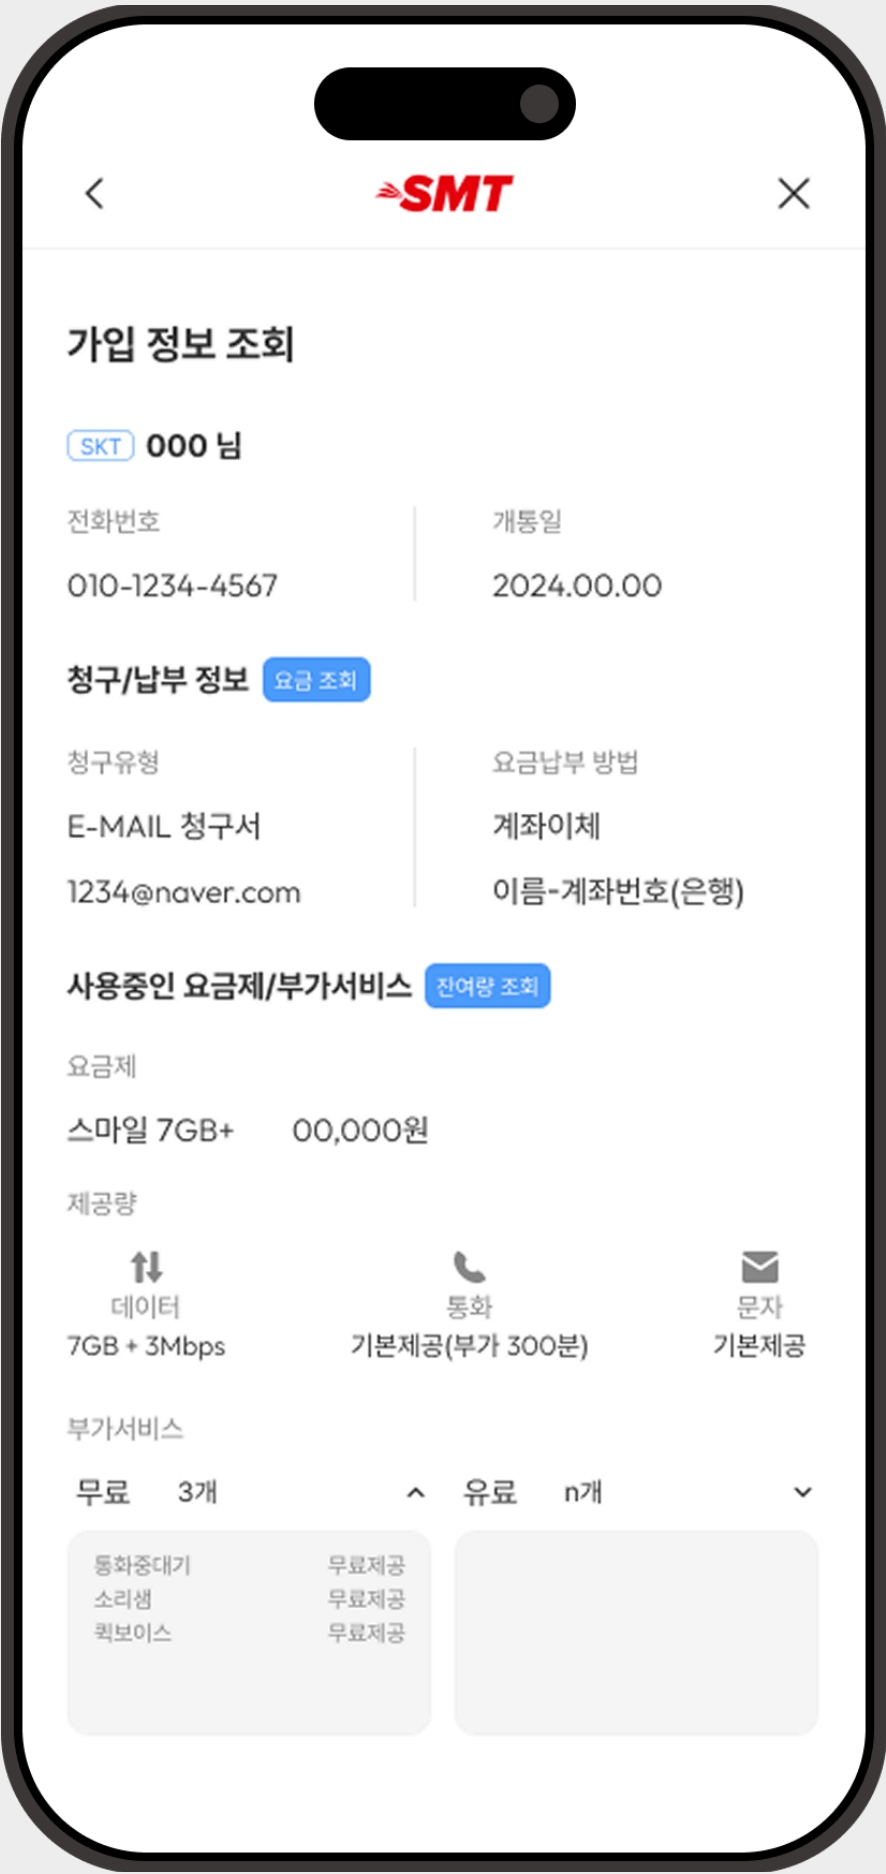 SMT
가입 정보 조회
SKT 000 님
전화번호 개통일
010-1234-4567 2024.00.00
청구/납부 정보 요금 조회
청구유형 요금납부 방법
E-MAIL 청구서 계좌이체
1234@naver.com 이름-계좌번호(은행)
사용중인 요금제/부가서비스 잔여량 조회
요금제
스마일 7GB+ 00,000원
제공량
데이터 통화 문자
7GB + 3Mbps 기본제공(부가 300분) 기본제공
부가서비스
무료 3개 유료 n개
통화중대기 무료제공
소리샘 무료제공
퀵보이스 무료제공